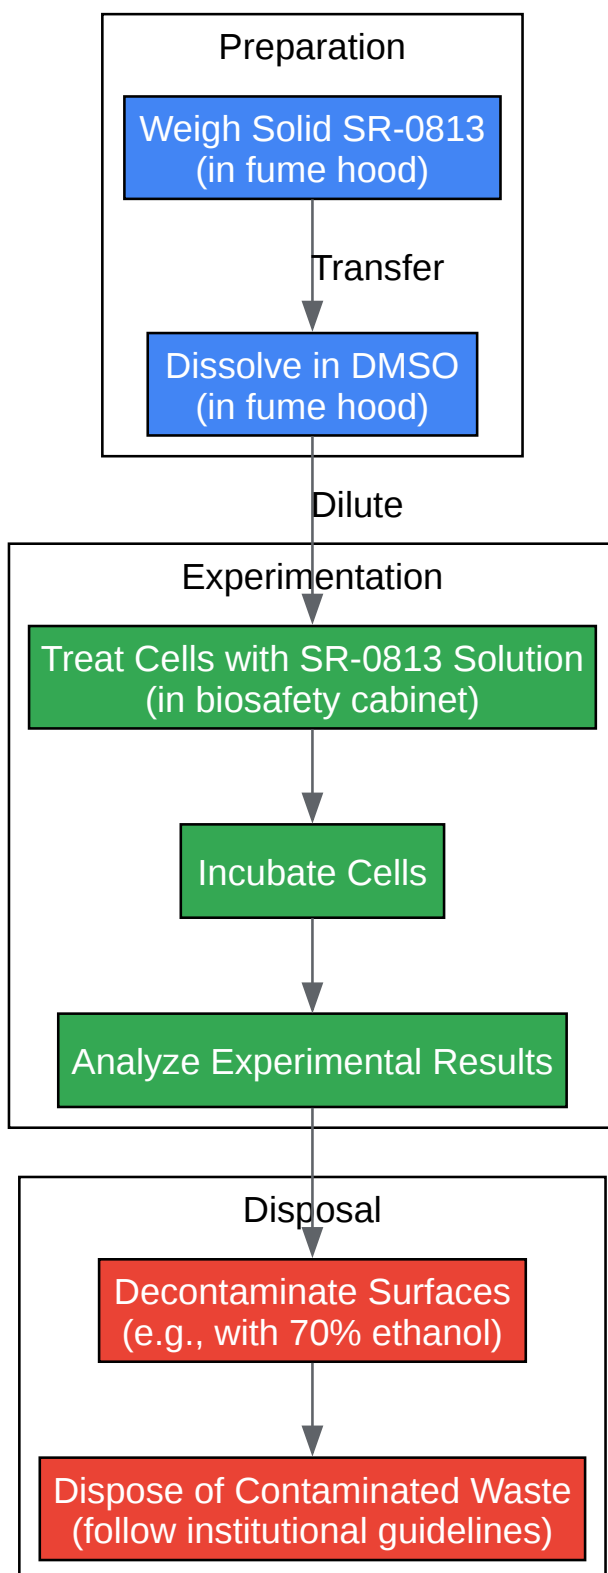 Preparation
Weigh Solid SR-0813
(in fume hood)
Transfer
Dissolve in DMSO
(in fume hood)
Dilute
Experimentation
Treat Cells with SR-0813 Solution
(in biosafety cabinet)
Incubate Cells
Analyze Experimental Results
Disposal
Decontaminate Surfaces
(e.g., with 70% ethanol)
Dispose of Contaminated Waste
(follow institutional guidelines)